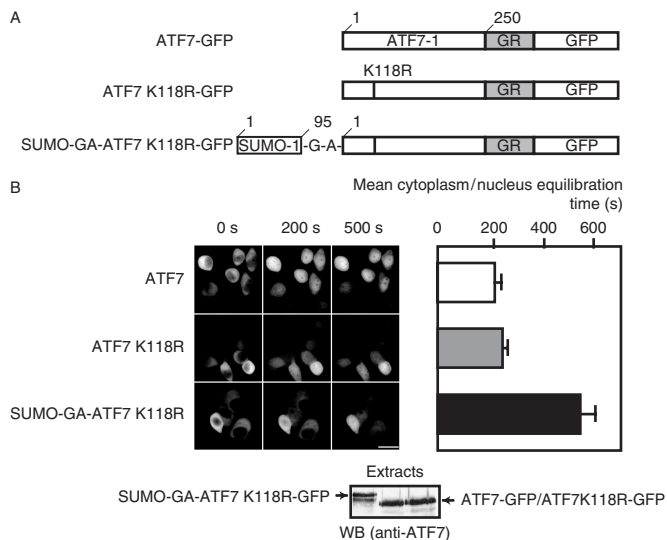 A
1 250
ATF7-GFP ATF7-1 GR GFP
K118R
ATF7 K118R-GFP GR GFP
1 95 1
SUMO-GA-ATF7 K118R-GFP SUMO-1 -G-A- GR GFP
B
Mean cytoplasm/nucleus equilibration
time (s)
0 s 200 s 500 s
0 200 400 600
ATF7
ATF7 K118R
SUMO-GA-ATF7 K118R
Extracts
SUMO-GA-ATF7 K118R-GFP
ATF7-GFP/ATF7K118R-GFP
WB (anti-ATF7)